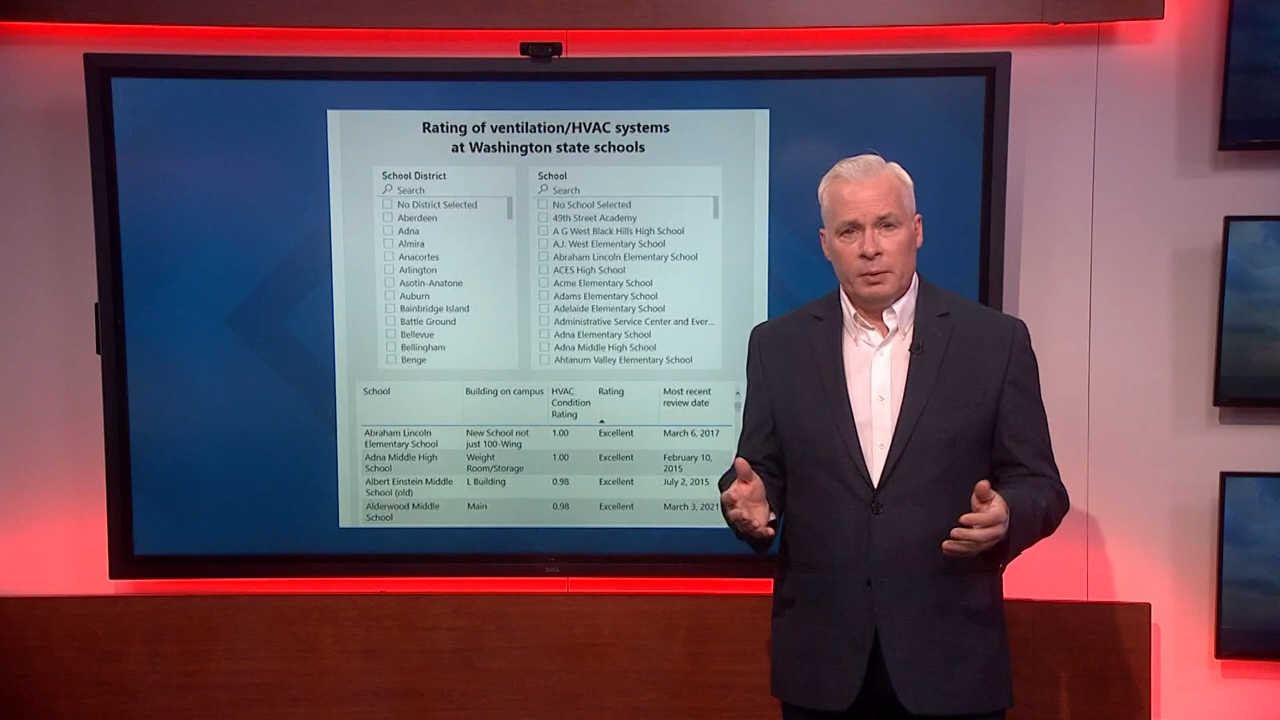 Rating of ventilation/HVAC systems
at Washington state schools
School District
Search
No District Selected
Aberdeen
Adna
Almira
Anacortes
Arlington
Asotin-Anatone
Auburn
Bainbridge Island
Battle Ground
Bellevue
Bellingham
Benge
School
Search
No School Selected
49th Street Academy
A G West Black Hills High School
A.J. West Elementary School
Abraham Lincoln Elementary School
ACES High School
Acme Elementary School
Adams Elementary School
Adelaide Elementary School
Administrative Service Center and Ever...
Adna Elementary School
Adna Middle High School
Ahtanum Valley Elementary School
School Building on campus HVAC Condition Rating Rating Most recent review date
Abraham Lincoln Elementary School New School not just 100-Wing 1.00 Excellent March 6, 2017
Adna Middle High School Weight Room/Storage 1.00 Excellent February 10, 2015
Albert Einstein Middle School (old) L Building 0.98 Excellent July 2, 2015
Alderwood Middle School Main 0.98 Excellent March 3, 2021
DELL